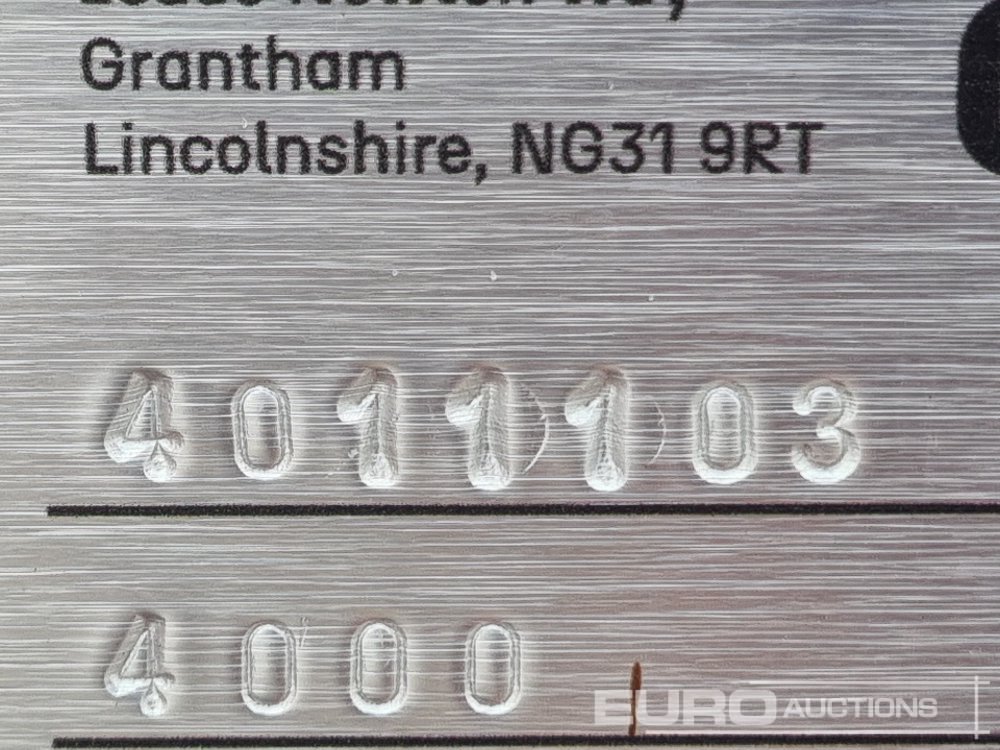 Grantham
Lincolnshire, NG31 9RT
4011103
4000
EURO AUCTIONS